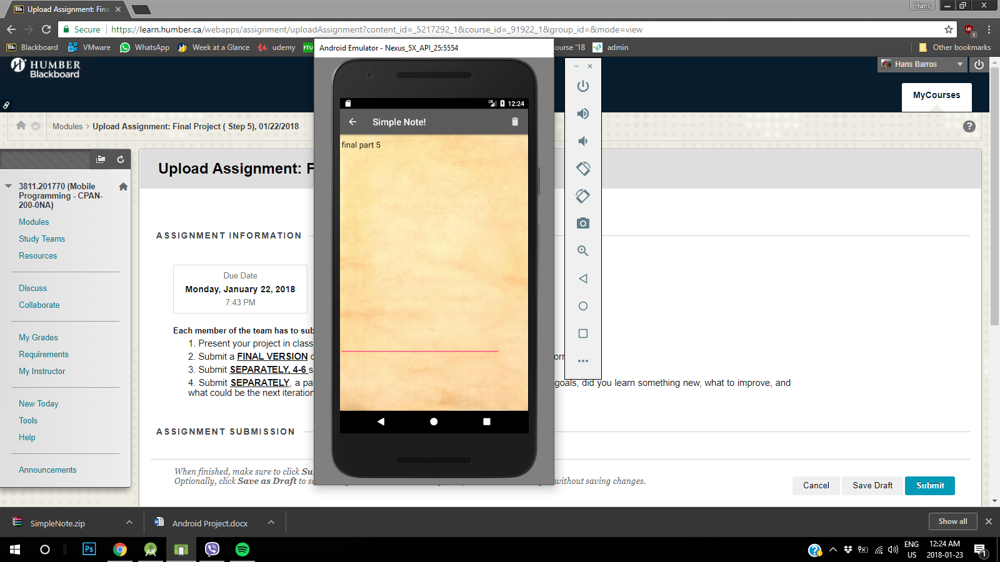 Upload Assignment: Fina
Hans
Secure
https://learn.humber.ca/webapps/assignment/uploadAssignment?content_id=_5217292_1&course_id=_91922_1&group_id=&mode=view
Blackboard
VMware
WhatsApp
Week at a Glance
udemy
FTU
ourse '18
admin
Other bookmarks
Android Emulator - Nexus_5X_API_25:5554
HUMBER
Blackboard
Hans Barros
MyCourses
Modules › Upload Assignment: Final Project ( Step 5), 01/22/2018
LTE
12:24
Simple Note!
final part 5
Upload Assignment: F
3811.201770 (Mobile
Programming - CPAN-
200-0NA)
Modules
Study Teams
Resources
Discuss
Collaborate
My Grades
Requirements
My Instructor
New Today
Tools
Help
Announcements
ASSIGNMENT INFORMATION
Due Date
Monday, January 22, 2018
7:43 PM
Each member of the team has to sub
1. Present your project in class
2. Submit a FINAL VERSION
3. Submit SEPARATELY, 4-6 s
4. Submit SEPARATELY, a pa goals, did you learn something new, what to improve, and
what could be the next iteration
ASSIGNMENT SUBMISSION
When finished, make sure to click Su
Optionally, click Save as Draft to s without saving changes.
Cancel
Save Draft
Submit
SimpleNote.zip
Android Project.docx
Show all
Ps
ENG
US
12:24 AM
2018-01-23
1